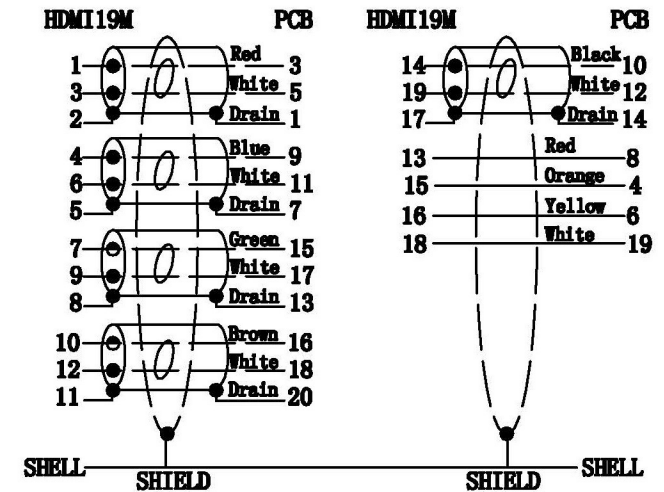 HDMI19M PCB HDMI19M PCB
1 Red 3
3 White 5
2 Drain 1
4 Blue 9
6 White 11
5 Drain 7
7 Green 15
9 White 17
8 Drain 13
10 Brown 16
12 White 18
11 Drain 20
14 Black 10
19 White 12
17 Drain 14
13 Red 8
15 Orange 4
16 Yellow 6
18 White 19
SHELL SHIELD SHIELD SHELL